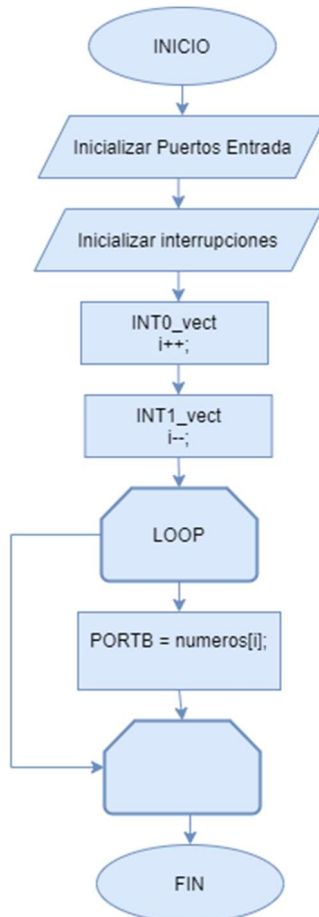 INICIO
Inicializar Puertos Entrada
Inicializar interrupciones
INT0_vect
i++;
INT1_vect
i--;
LOOP
PORTB = numeros[i];
FIN